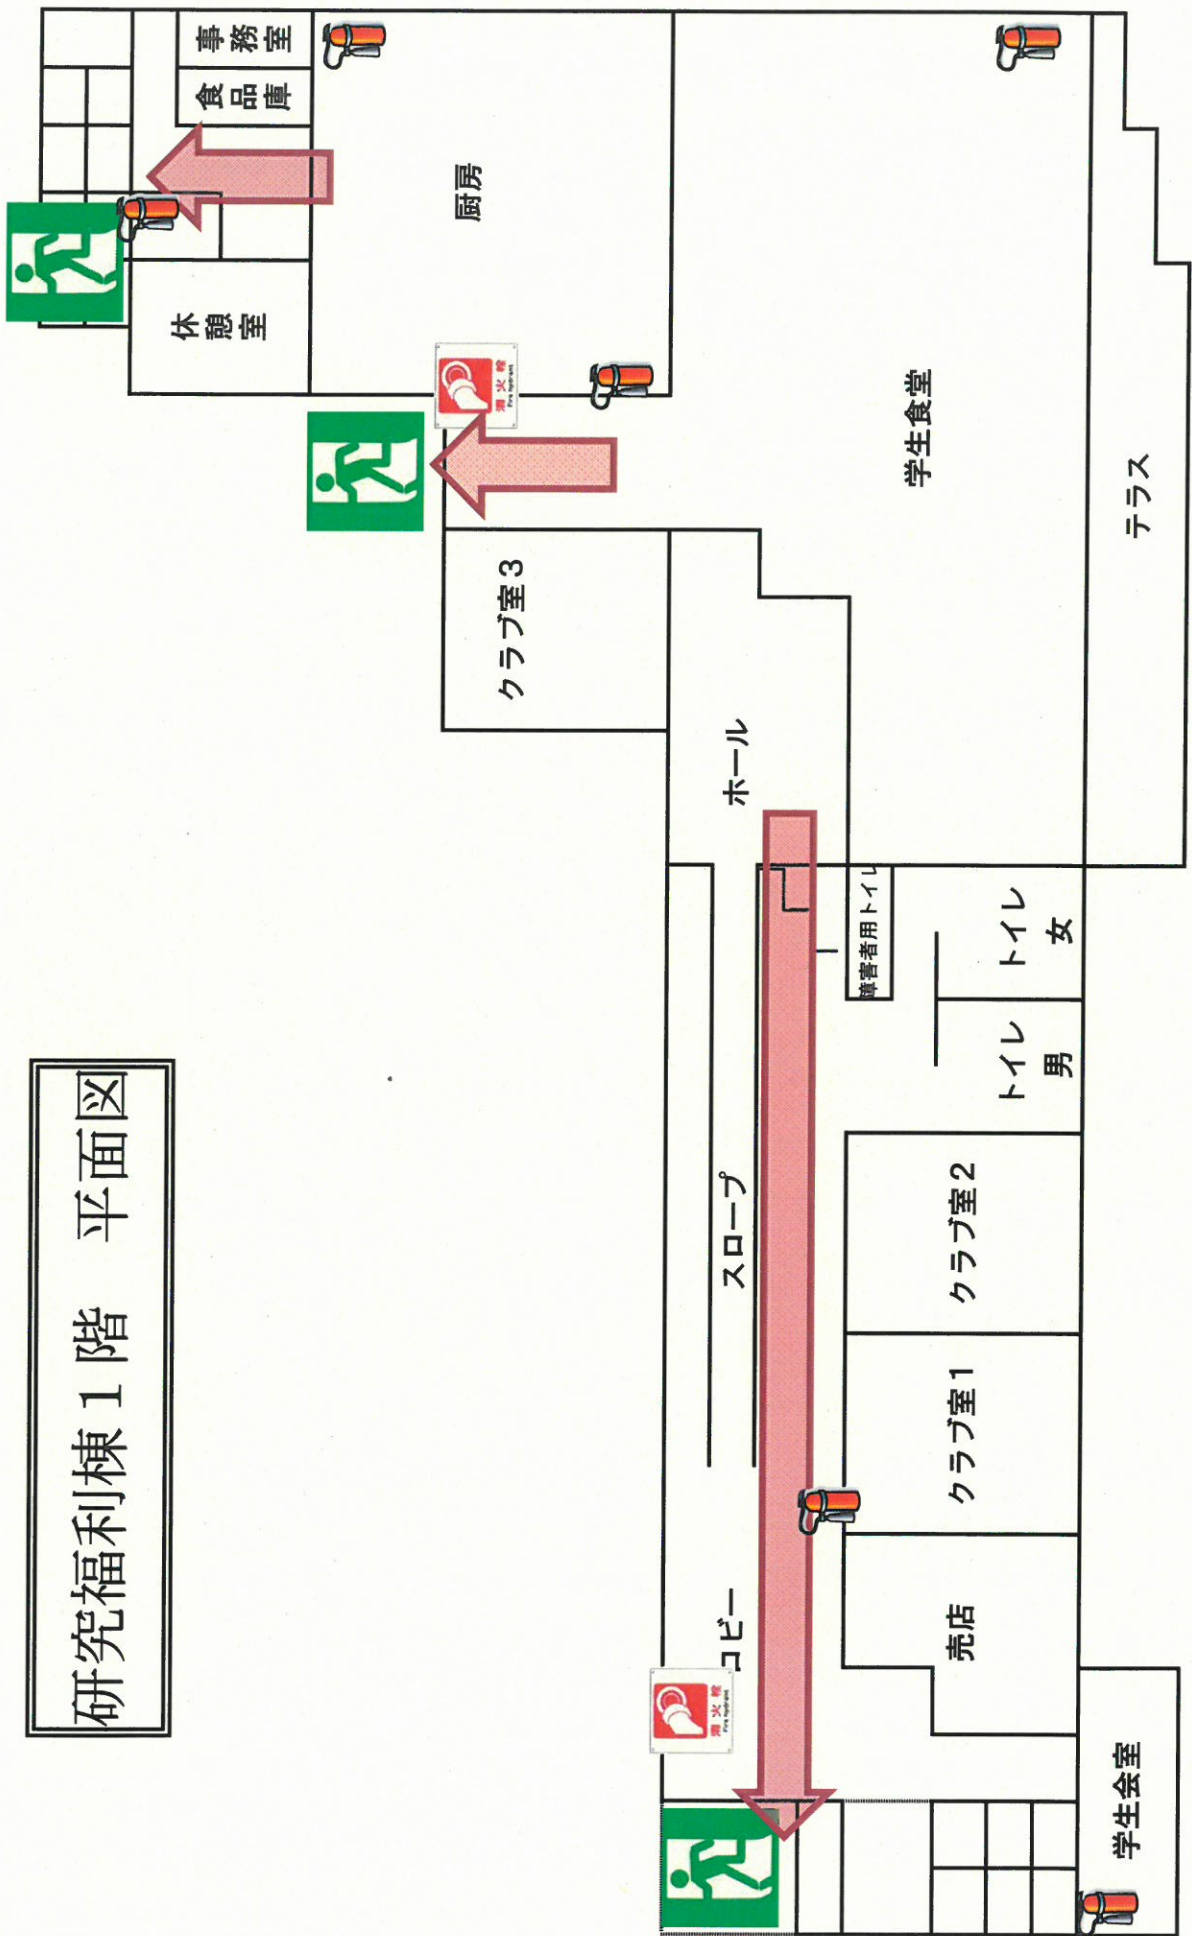 研究福利棟１階　平面図
事務室
食品庫
休憩室
厨房
消火栓
Fire hydrant
クラブ室３
学生食堂
テラス
ホール
障害者用トイレ
トイレ
女
トイレ
男
スロープ
クラブ室２
クラブ室１
ロビー
売店
消火栓
Fire hydrant
学生会室